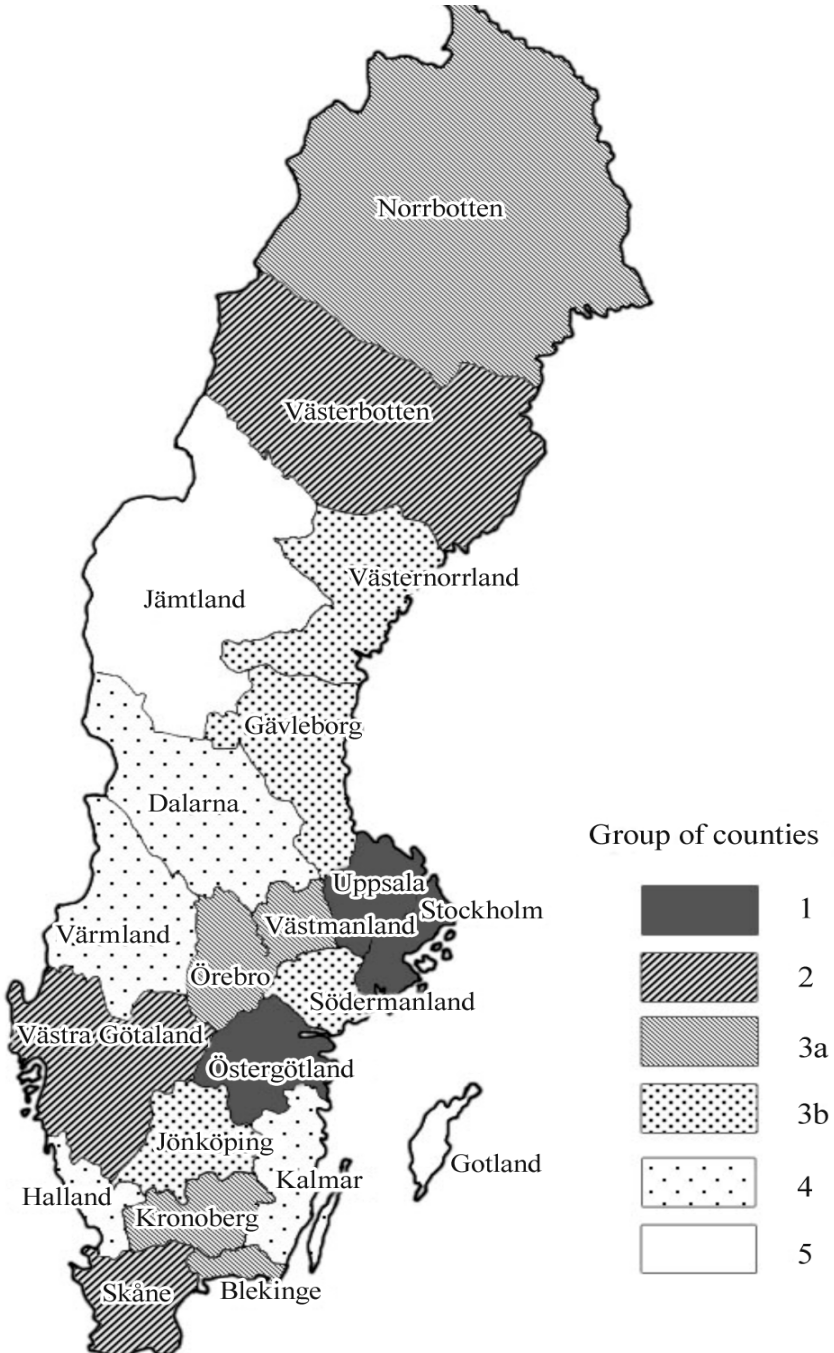 Norrbotten
Västerbotten
Västernorrland
Jämtland
Gävleborg
Dalarna
Group of counties
Uppsala
Stockholm
Västmanland
Värmland
Örebro
Södermanland
Västra Götaland
Östergötland
Jönköping
Gotland
Kalmar
Halland
Kronoberg
Skåne
Blekinge
1
2
3a
3b
4
5